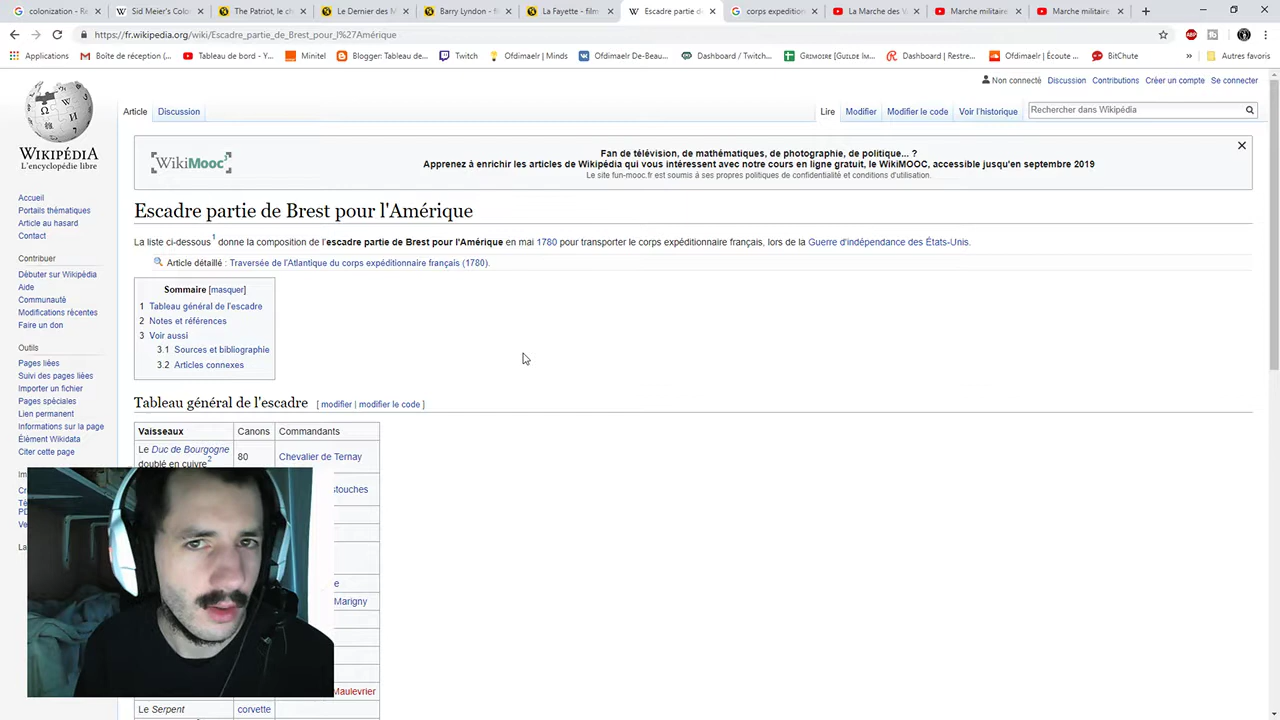 colonization - Re
Sid Meier's Colo
The Patriot, le ch
Le Dernier des M
Barry Lyndon - fil
La Fayette - film
Escadre partie d
corps expedition
La Marche des V
Marche militaire
Marche militaire
https://fr.wikipedia.org/wiki/Escadre_partie_de_Brest_pour_l%27Amérique
Applications
Boîte de réception (
Tableau de bord - Y
Minitel
Blogger: Tableau de
Twitch
Ofdimaelr | Minds
Ofdimaelr De-Beau
Dashboard / Twitch
Grimoire [Guilde Im
Dashboard | Restre
Ofdimaelr | Écoute
BitChute
Autres favoris
Non connecté Discussion Contributions Créer un compte Se connecter
Article Discussion Lire Modifier Modifier le code Voir l'historique Rechercher dans Wikipédia
WIKIPÉDIA
L'encyclopédie libre
WikiMooc
Fan de télévision, de mathématiques, de photographie, de politique... ?
Apprenez à enrichir les articles de Wikipédia qui vous intéressent avec notre cours en ligne gratuit, le WikiMOOC, accessible jusqu'en septembre 2019
Le site fun-mooc.fr est soumis à ses propres politiques de confidentialité et conditions d'utilisation.
Accueil
Portails thématiques
Article au hasard
Contact
Contribuer
Débuter sur Wikipédia
Aide
Communauté
Modifications récentes
Faire un don
Outils
Pages liées
Suivi des pages liées
Importer un fichier
Pages spéciales
Lien permanent
Informations sur la page
Élément Wikidata
Citer cette page
Escadre partie de Brest pour l'Amérique
La liste ci-dessous1 donne la composition de l'escadre partie de Brest pour l'Amérique en mai 1780 pour transporter le corps expéditionnaire français, lors de la Guerre d'indépendance des États-Unis.
Article détaillé : Traversée de l'Atlantique du corps expéditionnaire français (1780).
Sommaire [masquer]
1 Tableau général de l'escadre
2 Notes et références
3 Voir aussi
3.1 Sources et bibliographie
3.2 Articles connexes
Tableau général de l'escadre [ modifier | modifier le code ]
Vaisseaux Canons Commandants
Le Duc de Bourgogne
doublé en cuivre2
80 Chevalier de Ternay
stouches
e
Marigny
Maulevrier
Le Serpent corvette